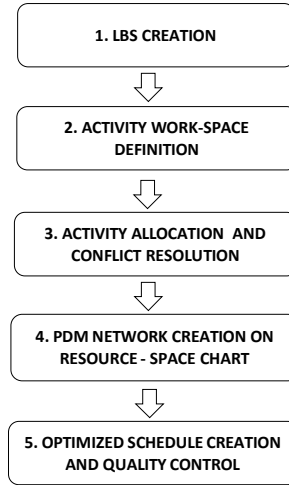 1. LBS CREATION
2. ACTIVITY WORK-SPACE
DEFINITION
3. ACTIVITY ALLOCATION AND
CONFLICT RESOLUTION
4. PDM NETWORK CREATION ON
RESOURCE - SPACE CHART
5. OPTIMIZED SCHEDULE CREATION
AND QUALITY CONTROL